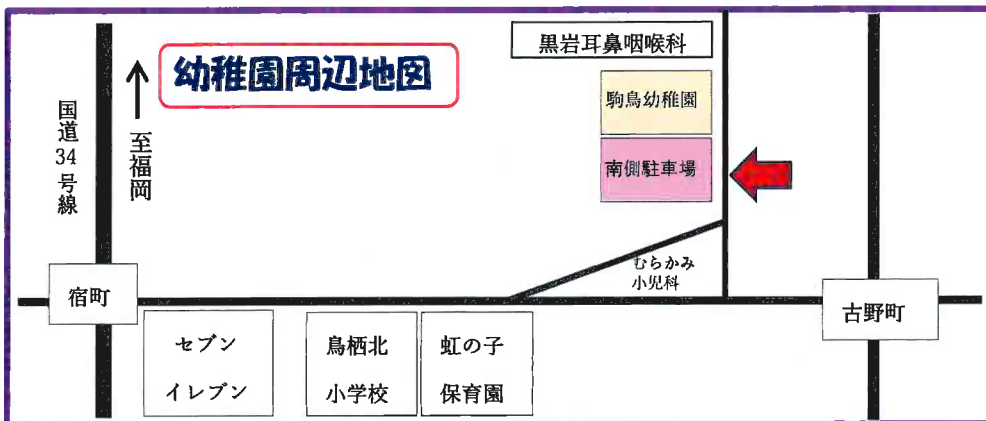 黒岩耳鼻咽喉科
幼稚園周辺地図
駒鳥幼稚園
国道34号線
至福岡
南側駐車場
むらかみ
小児科
宿町
古野町
セブン
イレブン
鳥栖北
小学校
虹の子
保育園